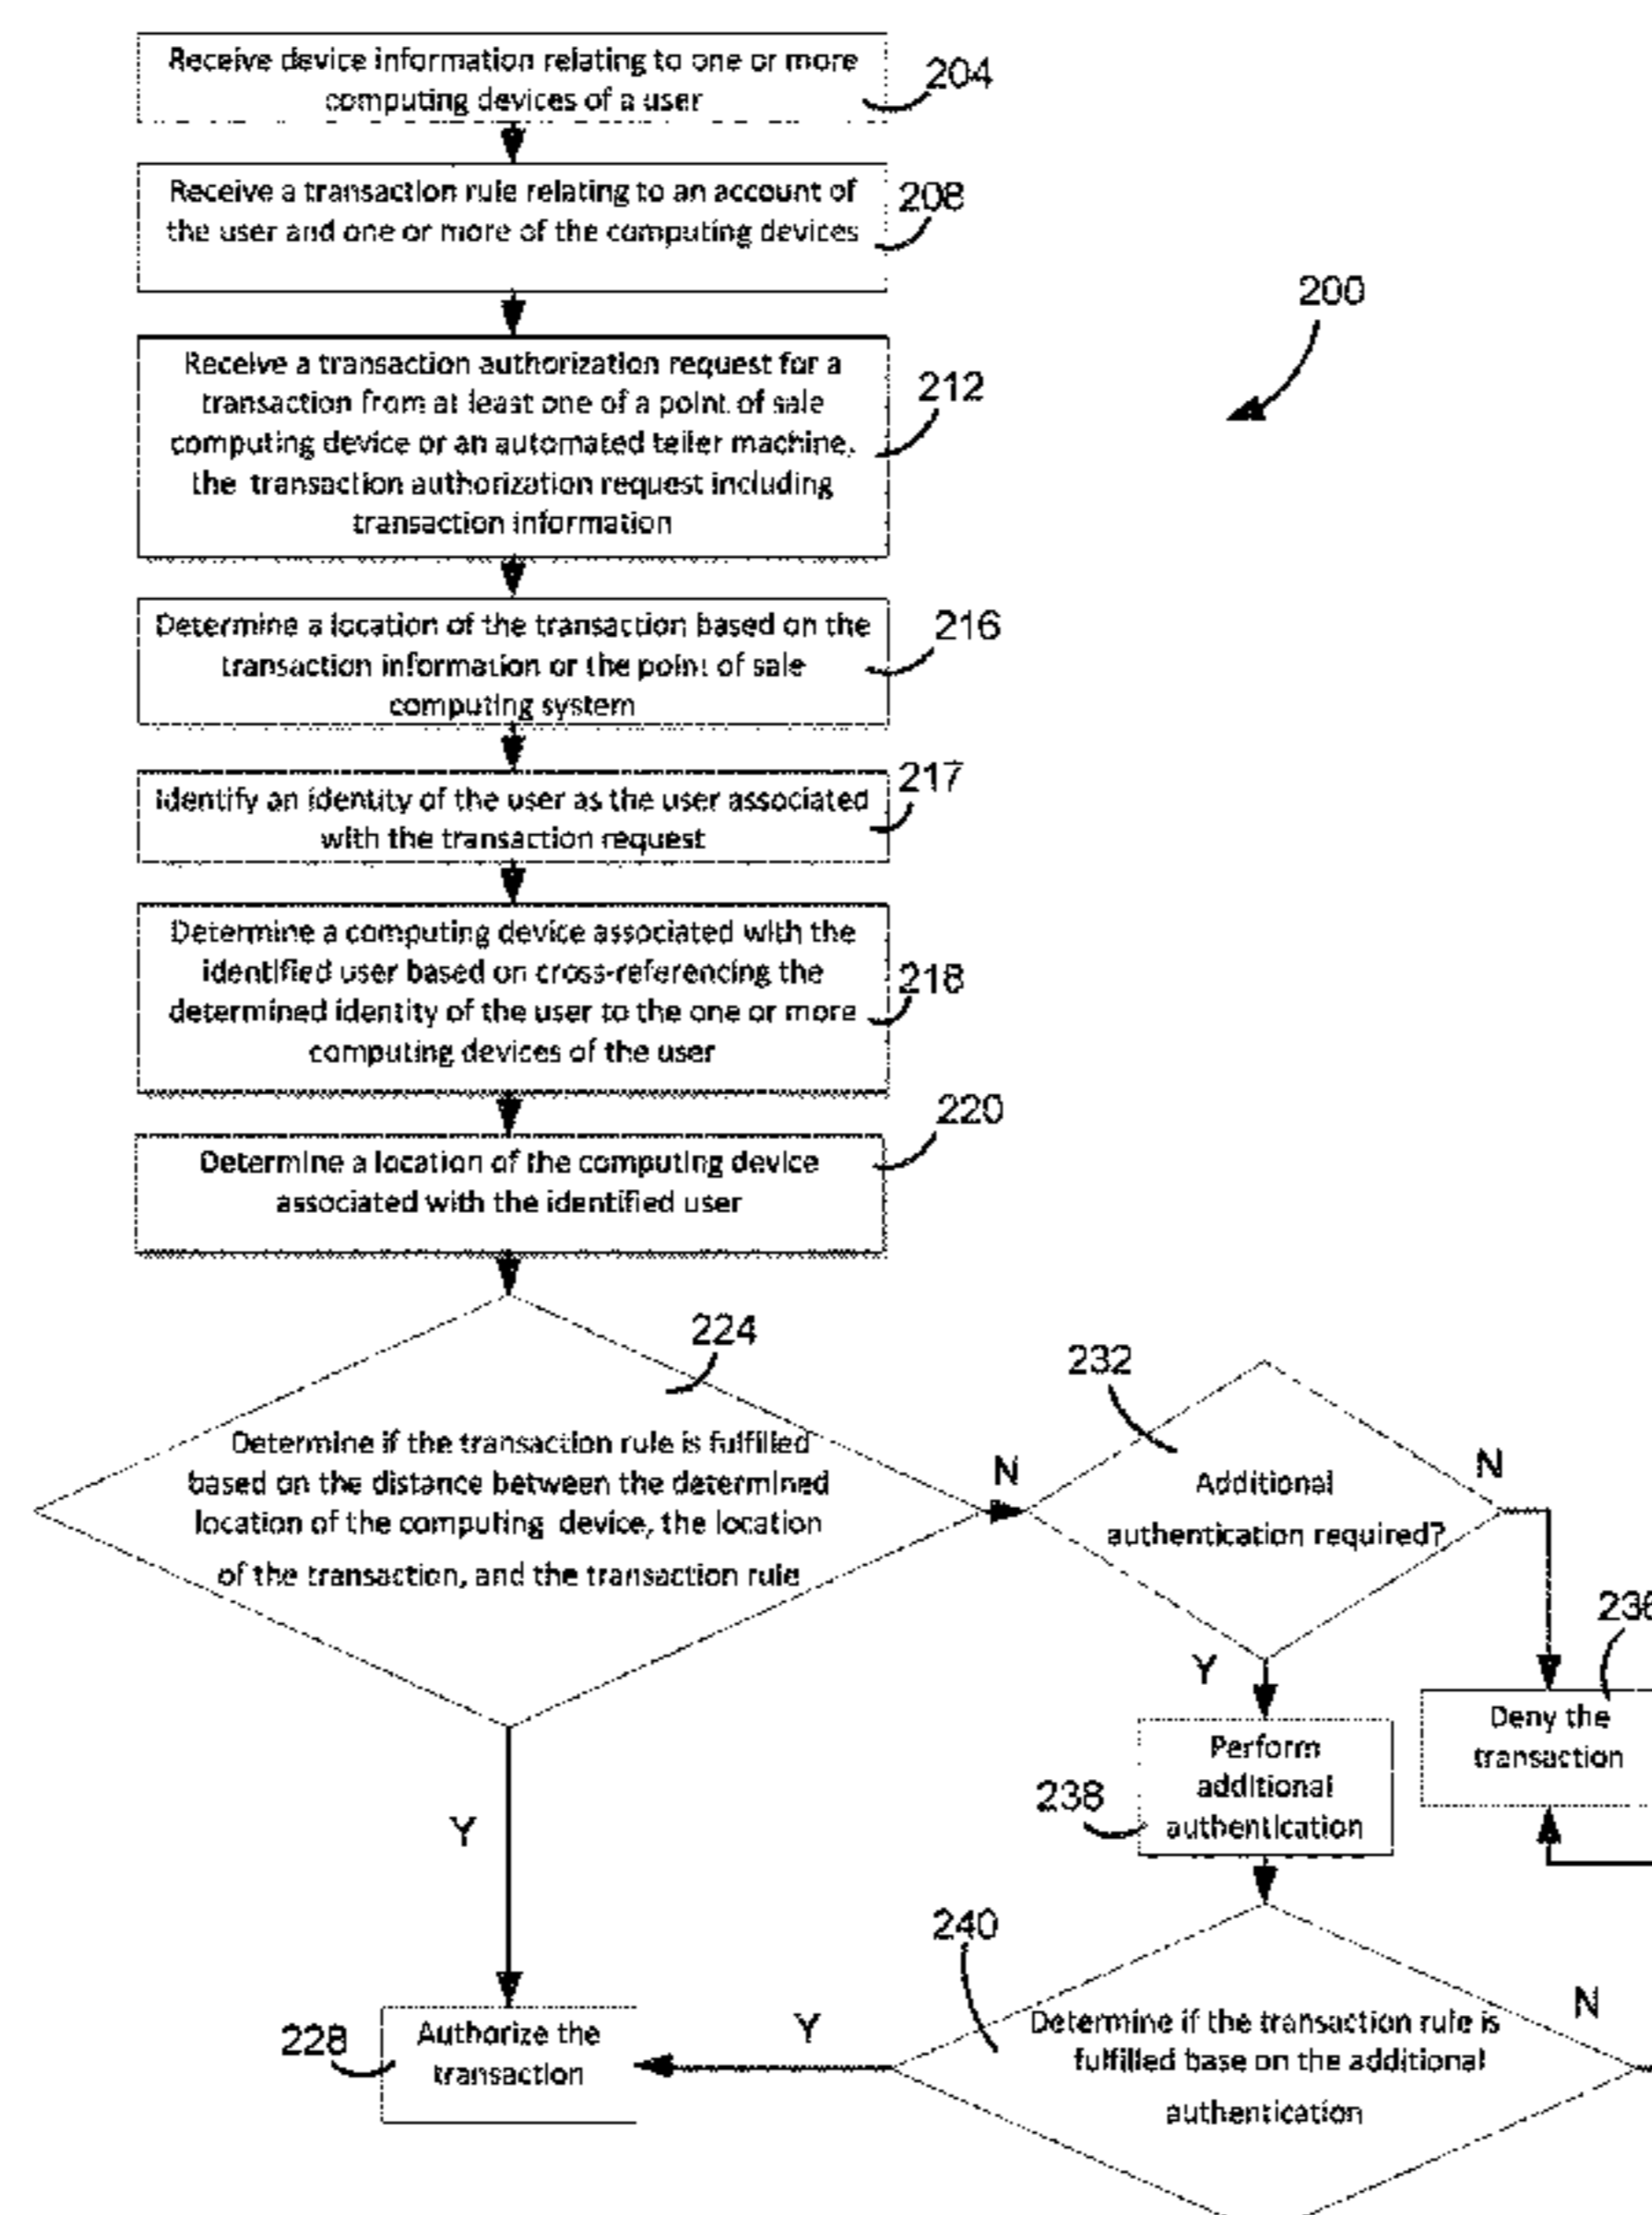 Receive device information relating to one or more
computing devices of a user
204
Receive a transaction rule relating to an account of
the user and one or more of the computing devices
208
200
Receive a transaction authorization request for a
transaction from at least one of a point of sale
computing device or an automated teller machine,
the transaction authorization request including
transaction information
212
Determine a location of the transaction based on the
transaction information or the point of sale
computing system
216
Identify an identity of the user as the user associated
with the transaction request
217
Determine a computing device associated with the
identified user based on cross-referencing the
determined identity of the user to the one or more
computing devices of the user
218
Determine a location of the computing device
associated with the identified user
220
224
Determine if the transaction rule is fulfilled
based on the distance between the determined
location of the computing device, the location
of the transaction, and the transaction rule
N
232
Additional
authentication required?
N
Y
236
Deny the
transaction
Perform
additional
authentication
238
Y
240
Determine if the transaction rule is
fulfilled base on the additional
authentication
N
Y
Authorize the
transaction
228